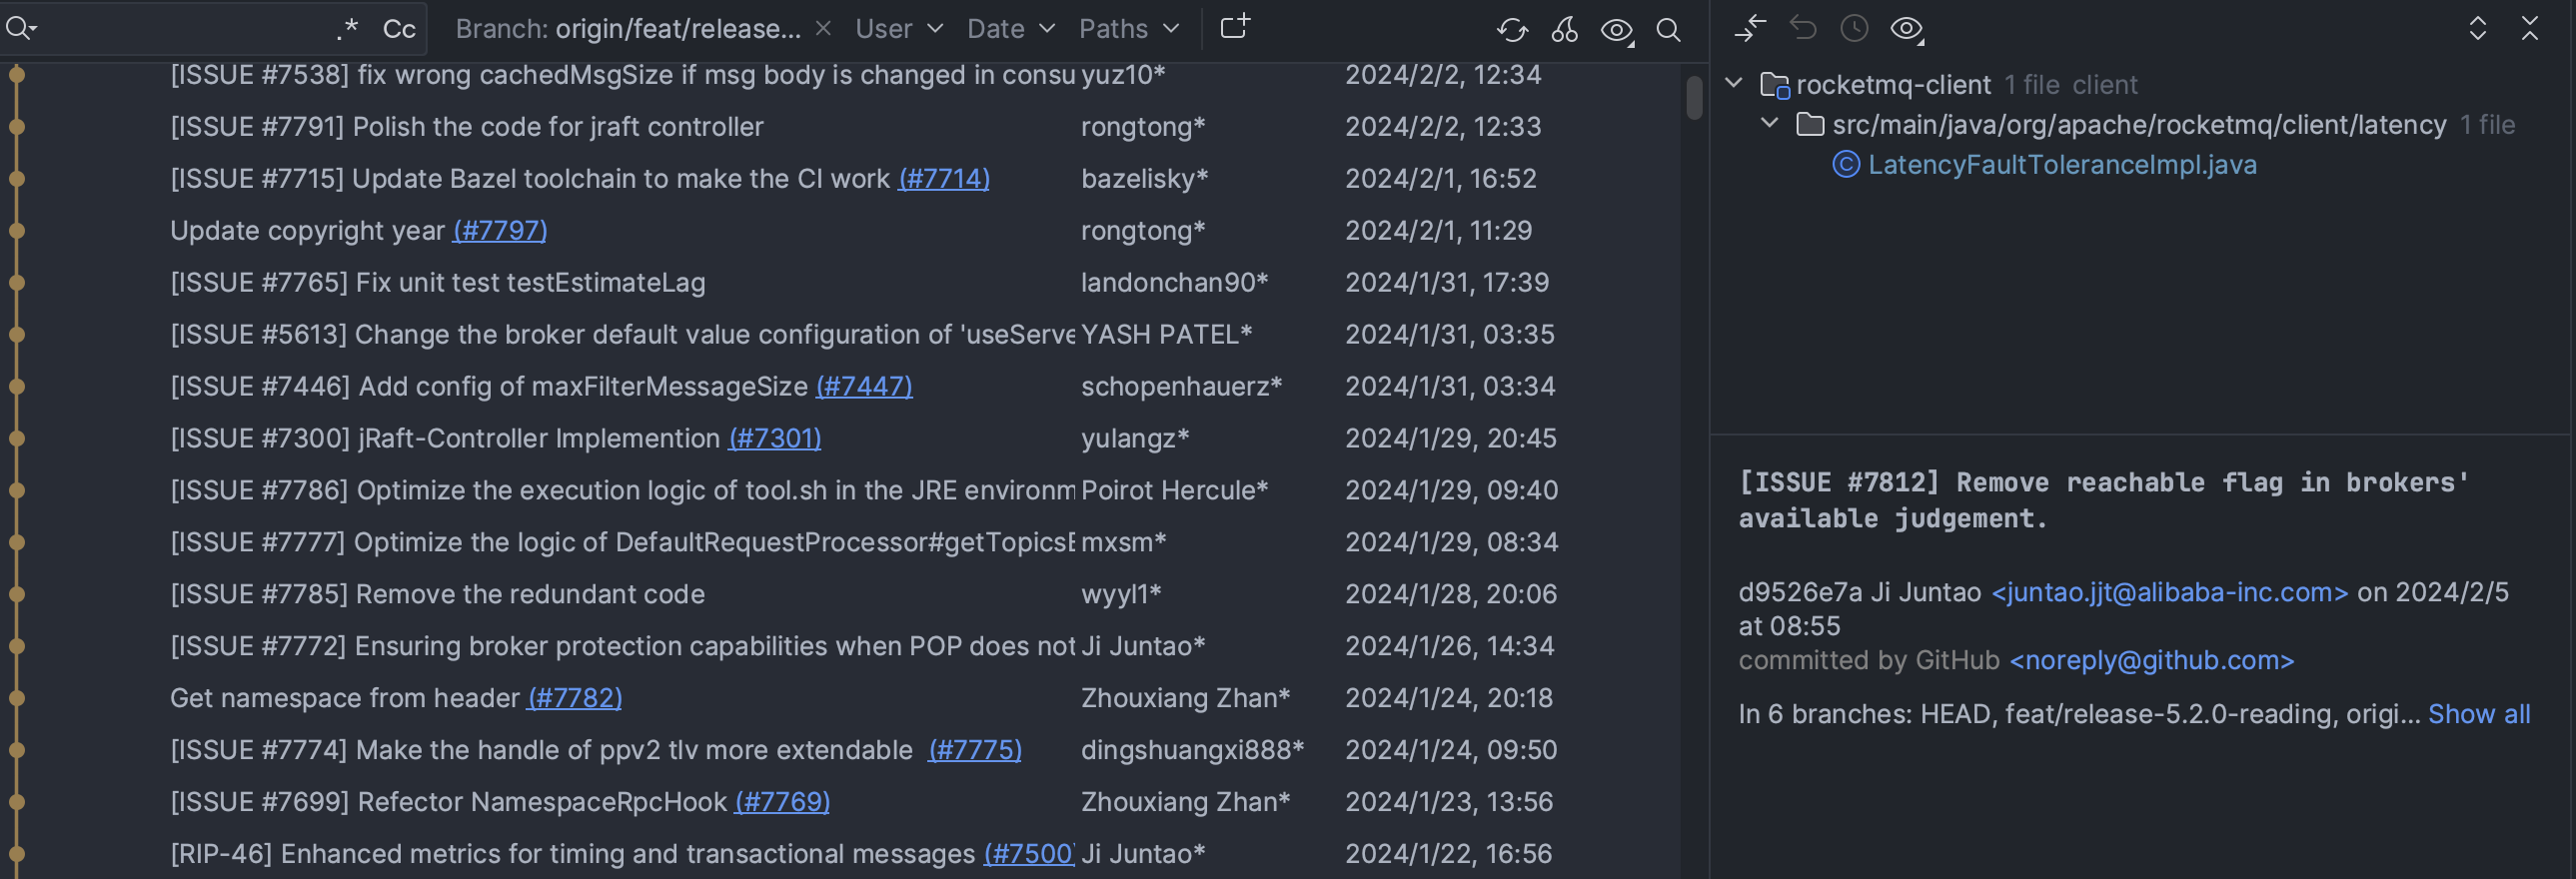 .* Cc Branch: origin/feat/release... User Date Paths
[ISSUE #7538] fix wrong cachedMsgSize if msg body is changed in consu yuz10* 2024/2/2, 12:34
[ISSUE #7791] Polish the code for jraft controller rongtong* 2024/2/2, 12:33
[ISSUE #7715] Update Bazel toolchain to make the CI work (#7714) bazelisky* 2024/2/1, 16:52
Update copyright year (#7797) rongtong* 2024/2/1, 11:29
[ISSUE #7765] Fix unit test testEstimateLag landonchan90* 2024/1/31, 17:39
[ISSUE #5613] Change the broker default value configuration of 'useServe YASH PATEL* 2024/1/31, 03:35
[ISSUE #7446] Add config of maxFilterMessageSize (#7447) schopenhauerz* 2024/1/31, 03:34
[ISSUE #7300] jRaft-Controller Implemention (#7301) yulangz* 2024/1/29, 20:45
[ISSUE #7786] Optimize the execution logic of tool.sh in the JRE environm Poirot Hercule* 2024/1/29, 09:40
[ISSUE #7777] Optimize the logic of DefaultRequestProcessor#getTopicsB mxsm* 2024/1/29, 08:34
[ISSUE #7785] Remove the redundant code wyyl1* 2024/1/28, 20:06
[ISSUE #7772] Ensuring broker protection capabilities when POP does not Ji Juntao* 2024/1/26, 14:34
Get namespace from header (#7782) Zhouxiang Zhan* 2024/1/24, 20:18
[ISSUE #7774] Make the handle of ppv2 tlv more extendable (#7775) dingshuangxi888* 2024/1/24, 09:50
[ISSUE #7699] Refactor NamespaceRpcHook (#7769) Zhouxiang Zhan* 2024/1/23, 13:56
[RIP-46] Enhanced metrics for timing and transactional messages (#7500) Ji Juntao* 2024/1/22, 16:56
rocketmq-client 1 file client
src/main/java/org/apache/rocketmq/client/latency 1 file
LatencyFaultToleranceImpl.java
[ISSUE #7812] Remove reachable flag in brokers'
available judgement.
d9526e7a Ji Juntao <juntao.jjt@alibaba-inc.com> on 2024/2/5
at 08:55
committed by GitHub <noreply@github.com>
In 6 branches: HEAD, feat/release-5.2.0-reading, origi... Show all